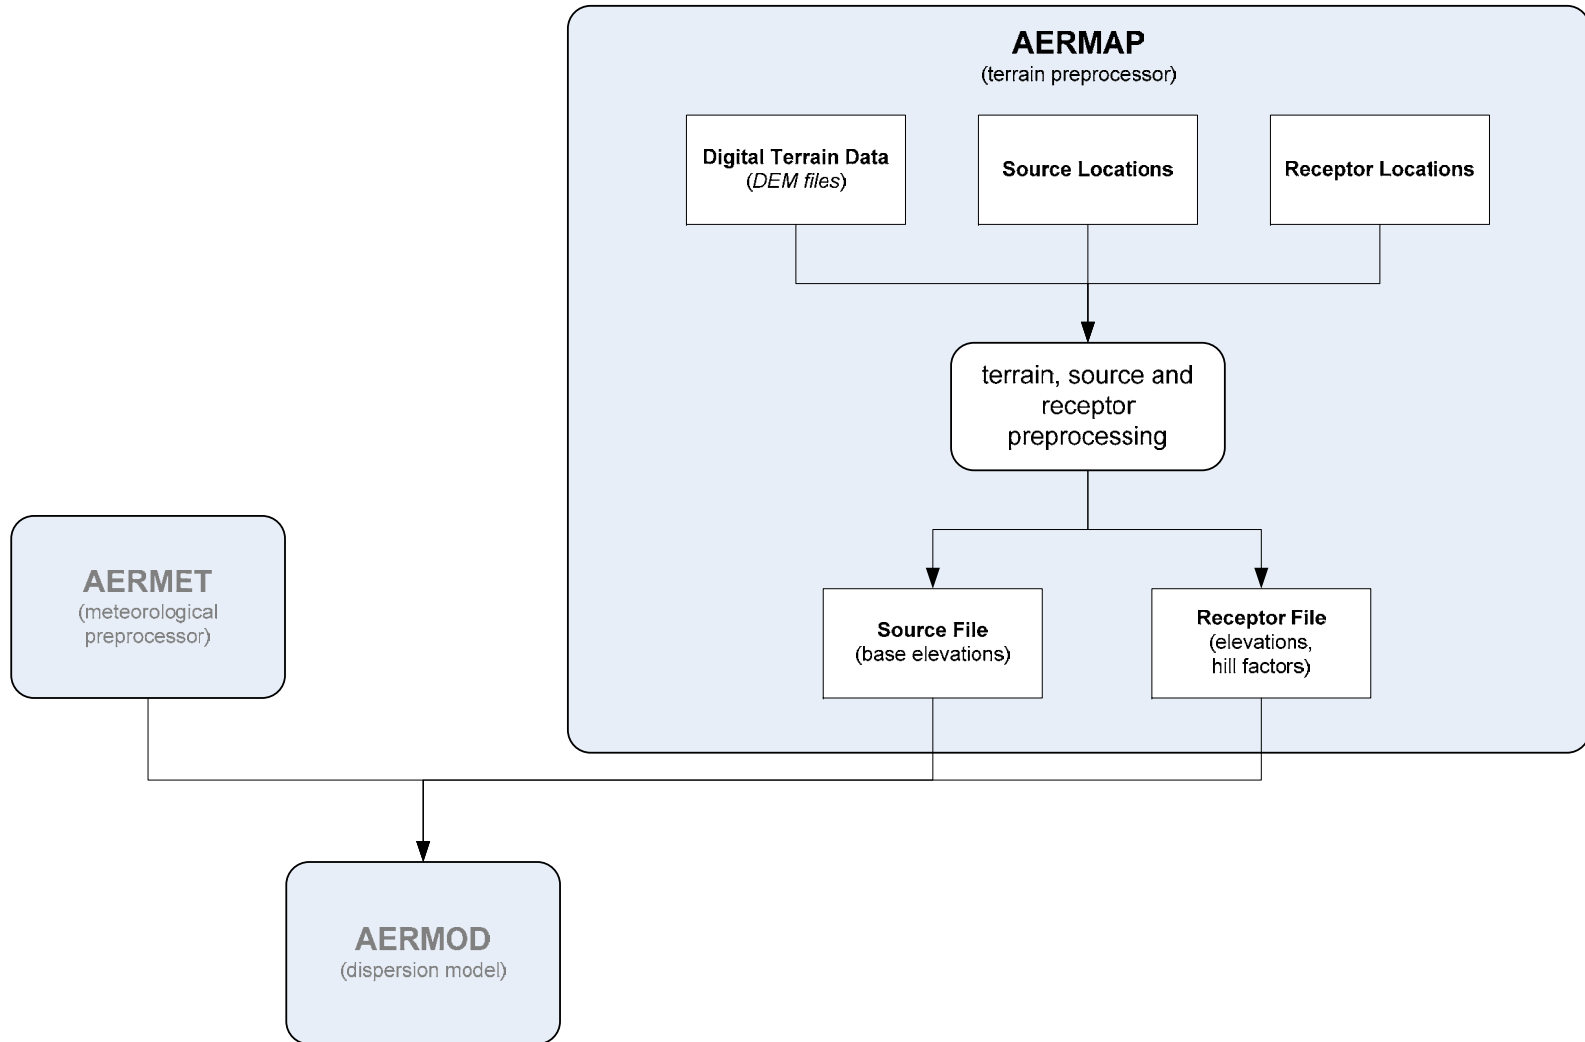 AERMAP
(terrain preprocessor)
Digital Terrain Data
(DEM files)
Source Locations
Receptor Locations
terrain, source and
receptor
preprocessing
Source File
(base elevations)
Receptor File
(elevations,
hill factors)
AERMET
(meteorological
preprocessor)
AERMOD
(dispersion model)